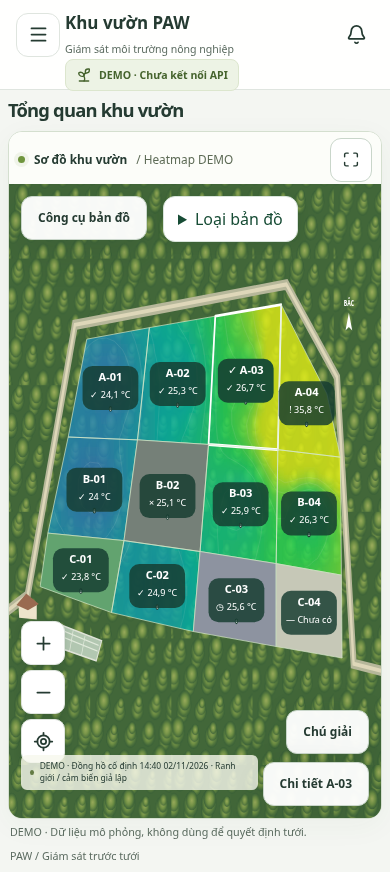 Khu vườn PAW
Giám sát môi trường nông nghiệp
DEMO · Chưa kết nối API
Tổng quan khu vườn
Sơ đồ khu vườn / Heatmap DEMO
Công cụ bản đồ
▶ Loại bản đồ
BẮC
A-01
✓ 24,1 °C
A-02
✓ 25,3 °C
✓ A-03
✓ 26,7 °C
A-04
! 35,8 °C
B-01
✓ 24 °C
B-02
× 25,1 °C
B-03
✓ 25,9 °C
B-04
✓ 26,3 °C
C-01
✓ 23,8 °C
C-02
✓ 24,9 °C
C-03
◷ 25,6 °C
C-04
— Chưa có
+
−
Chú giải
DEMO · Đồng hồ cố định 14:40 02/11/2026 · Ranh
giới / cảm biến giả lập
Chi tiết A-03
DEMO · Dữ liệu mô phỏng, không dùng để quyết định tưới.
PAW / Giám sát trước tưới